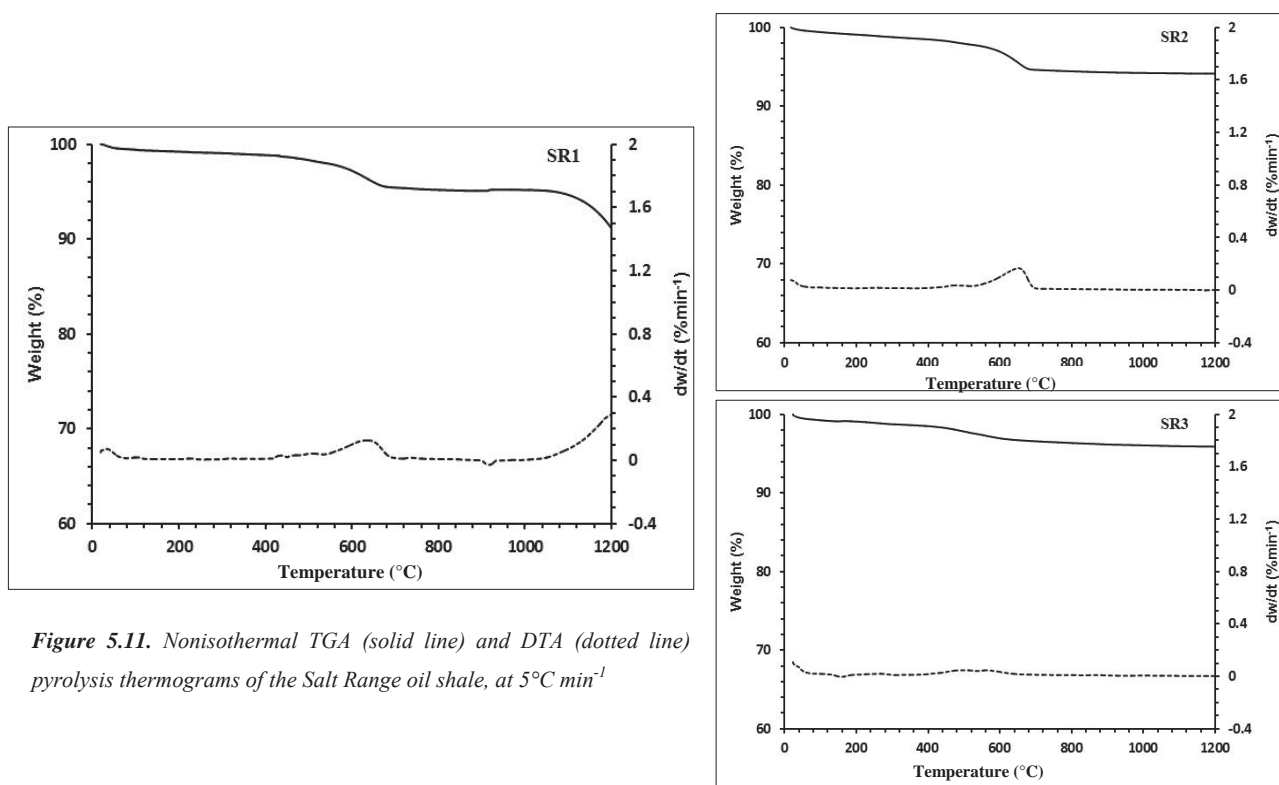 SR1
Weight (%)
100
90
80
70
60
2
1.6
1.2
0.8
0.4
0
-0.4
dw/dt (%min⁻¹)
0 200 400 600 800 1000 1200
Temperature (°C)
Figure 5.11. Nonisothermal TGA (solid line) and DTA (dotted line)
pyrolysis thermograms of the Salt Range oil shale, at 5°C min⁻¹
SR2
Weight (%)
100
90
80
70
60
2
1.6
1.2
0.8
0.4
0
-0.4
dw/dt (%min⁻¹)
0 200 400 600 800 1000 1200
Temperature (°C)
SR3
Weight (%)
100
90
80
70
60
2
1.6
1.2
0.8
0.4
0
-0.4
dw/dt (%min⁻¹)
0 200 400 600 800 1000 1200
Temperature (°C)